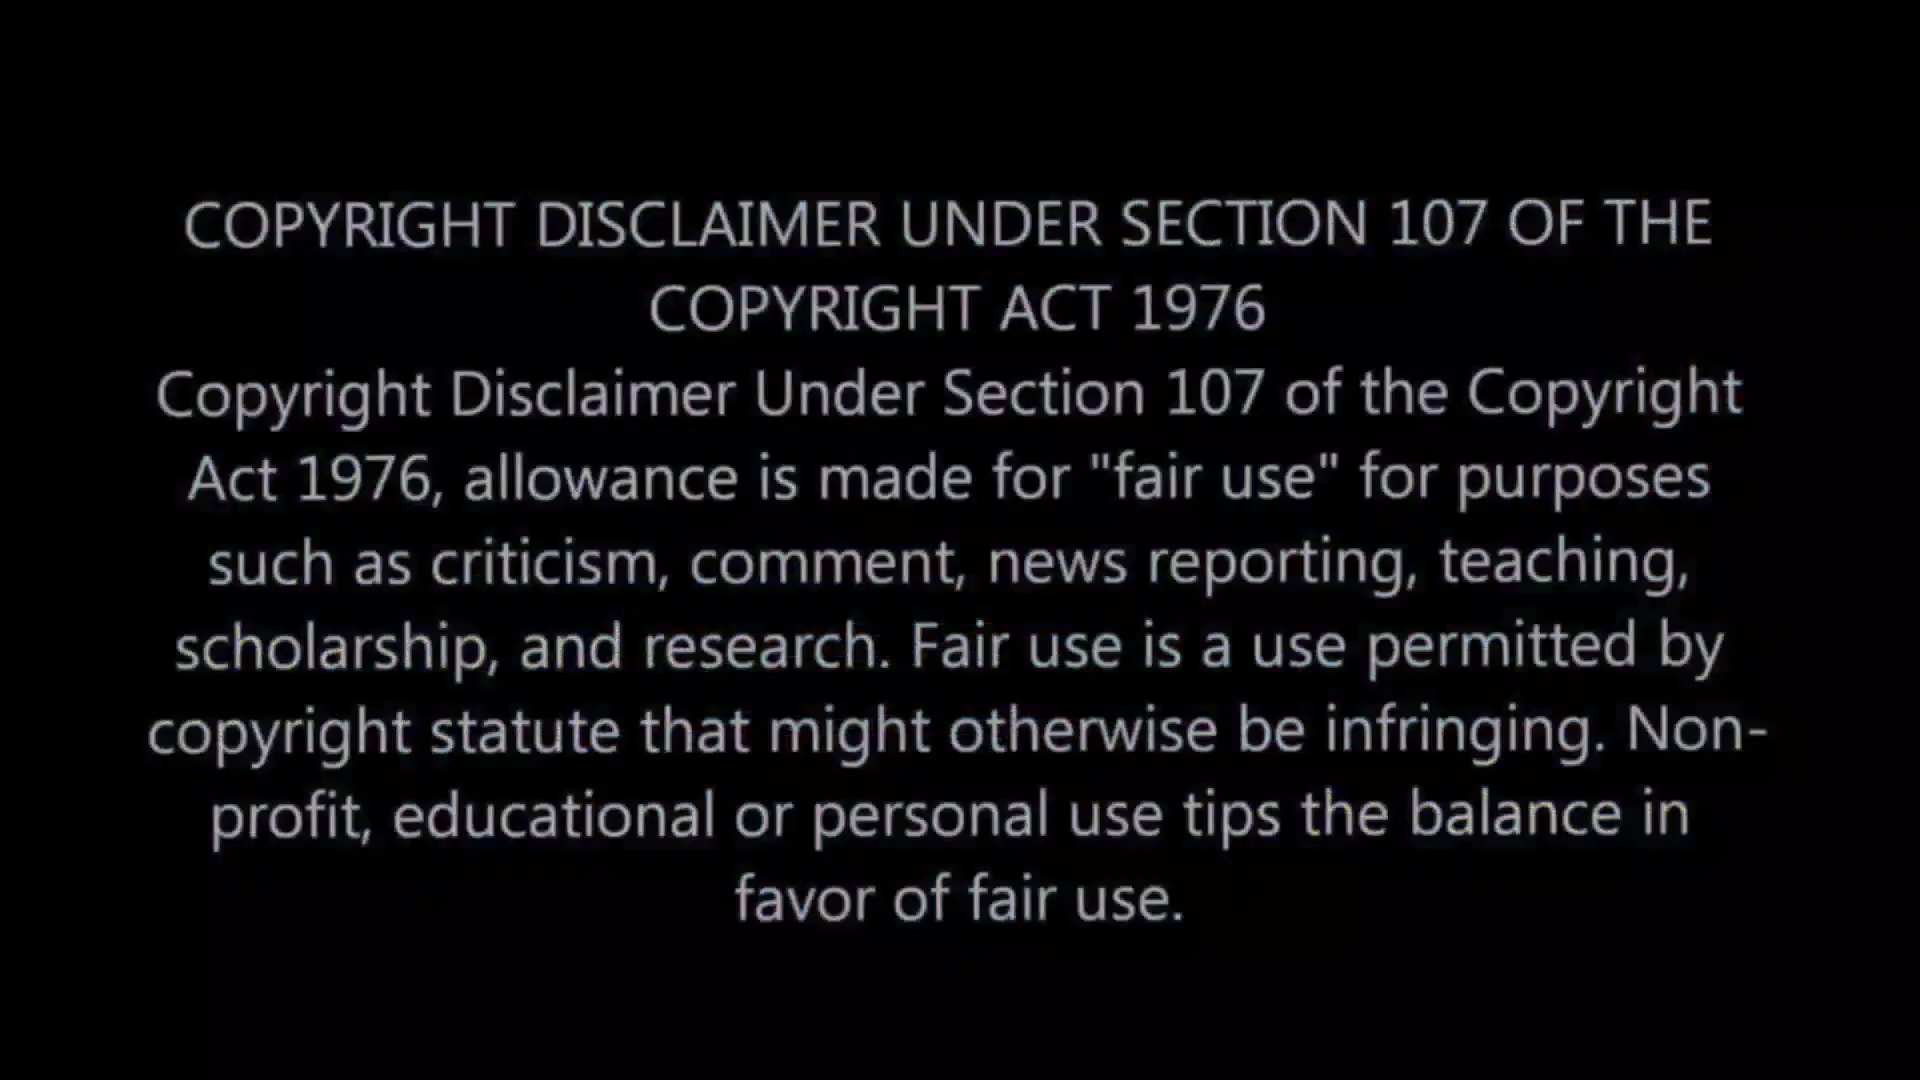 COPYRIGHT DISCLAIMER UNDER SECTION 107 OF THE
COPYRIGHT ACT 1976
Copyright Disclaimer Under Section 107 of the Copyright
Act 1976, allowance is made for "fair use" for purposes
such as criticism, comment, news reporting, teaching,
scholarship, and research. Fair use is a use permitted by
copyright statute that might otherwise be infringing. Non-
profit, educational or personal use tips the balance in
favor of fair use.